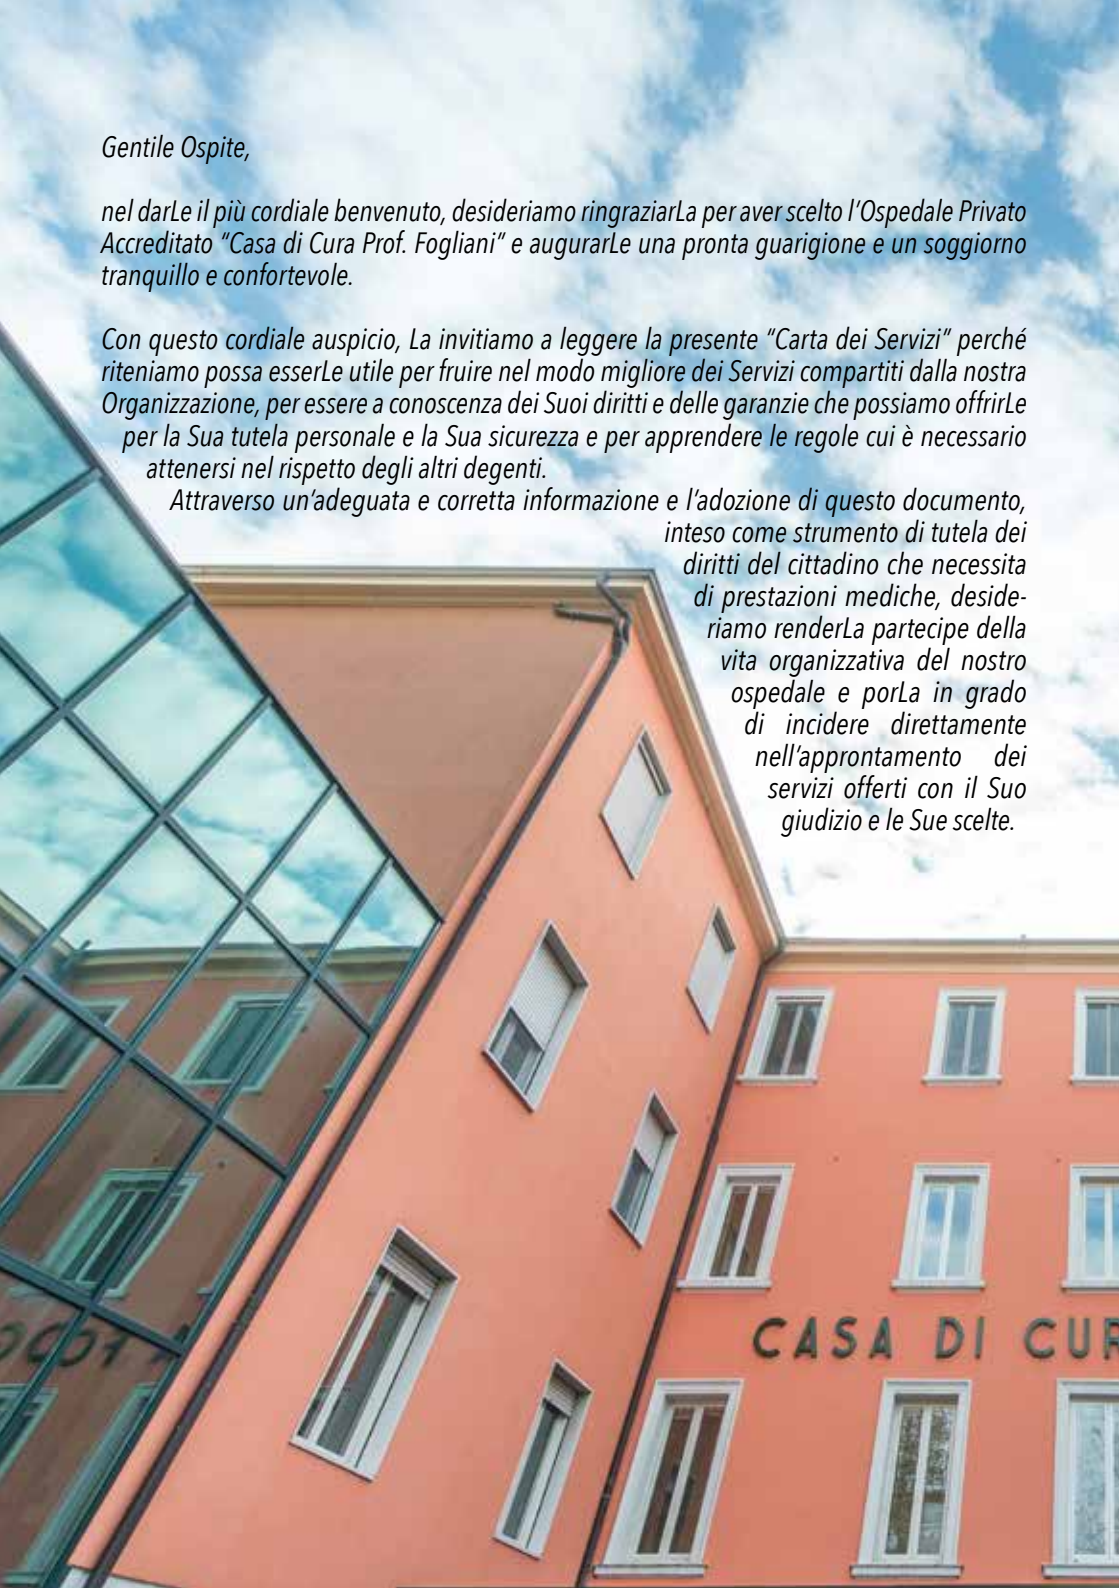 Gentile Ospite,
nel darLe il più cordiale benvenuto, desideriamo ringraziarLa per aver scelto l’Ospedale Privato
Accreditato “Casa di Cura Prof. Fogliani” e augurarLe una pronta guarigione e un soggiorno
tranquillo e confortevole.
Con questo cordiale auspicio, La invitiamo a leggere la presente “Carta dei Servizi” perché
riteniamo possa esserLe utile per fruire nel modo migliore dei Servizi compartiti dalla nostra
Organizzazione, per essere a conoscenza dei Suoi diritti e delle garanzie che possiamo offrirLe
per la Sua tutela personale e la Sua sicurezza e per apprendere le regole cui è necessario
attenersi nel rispetto degli altri degenti.
Attraverso un’adeguata e corretta informazione e l’adozione di questo documento,
inteso come strumento di tutela dei
diritti del cittadino che necessita
di prestazioni mediche, deside-
riamo renderLa partecipe della
vita organizzativa del nostro
ospedale e porLa in grado
di incidere direttamente
nell’approntamento dei
servizi offerti con il Suo
giudizio e le Sue scelte.
CASA DI CUR